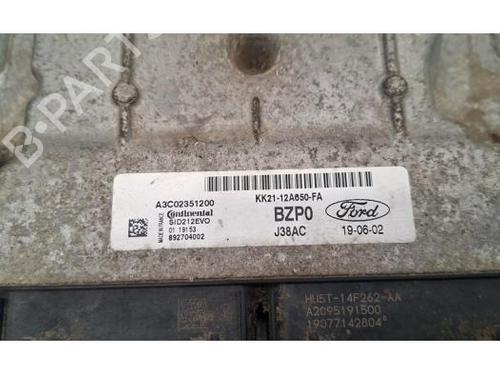 A3C02351200
KK21-12A650-FA
MADE IN FRANCE
Continental
SID212EVO
01 19153
892704002
BZP0
J38AC
Ford
19-06-02
HU5T-14F262-AA
A2095191500
19077142804
B-PARTS